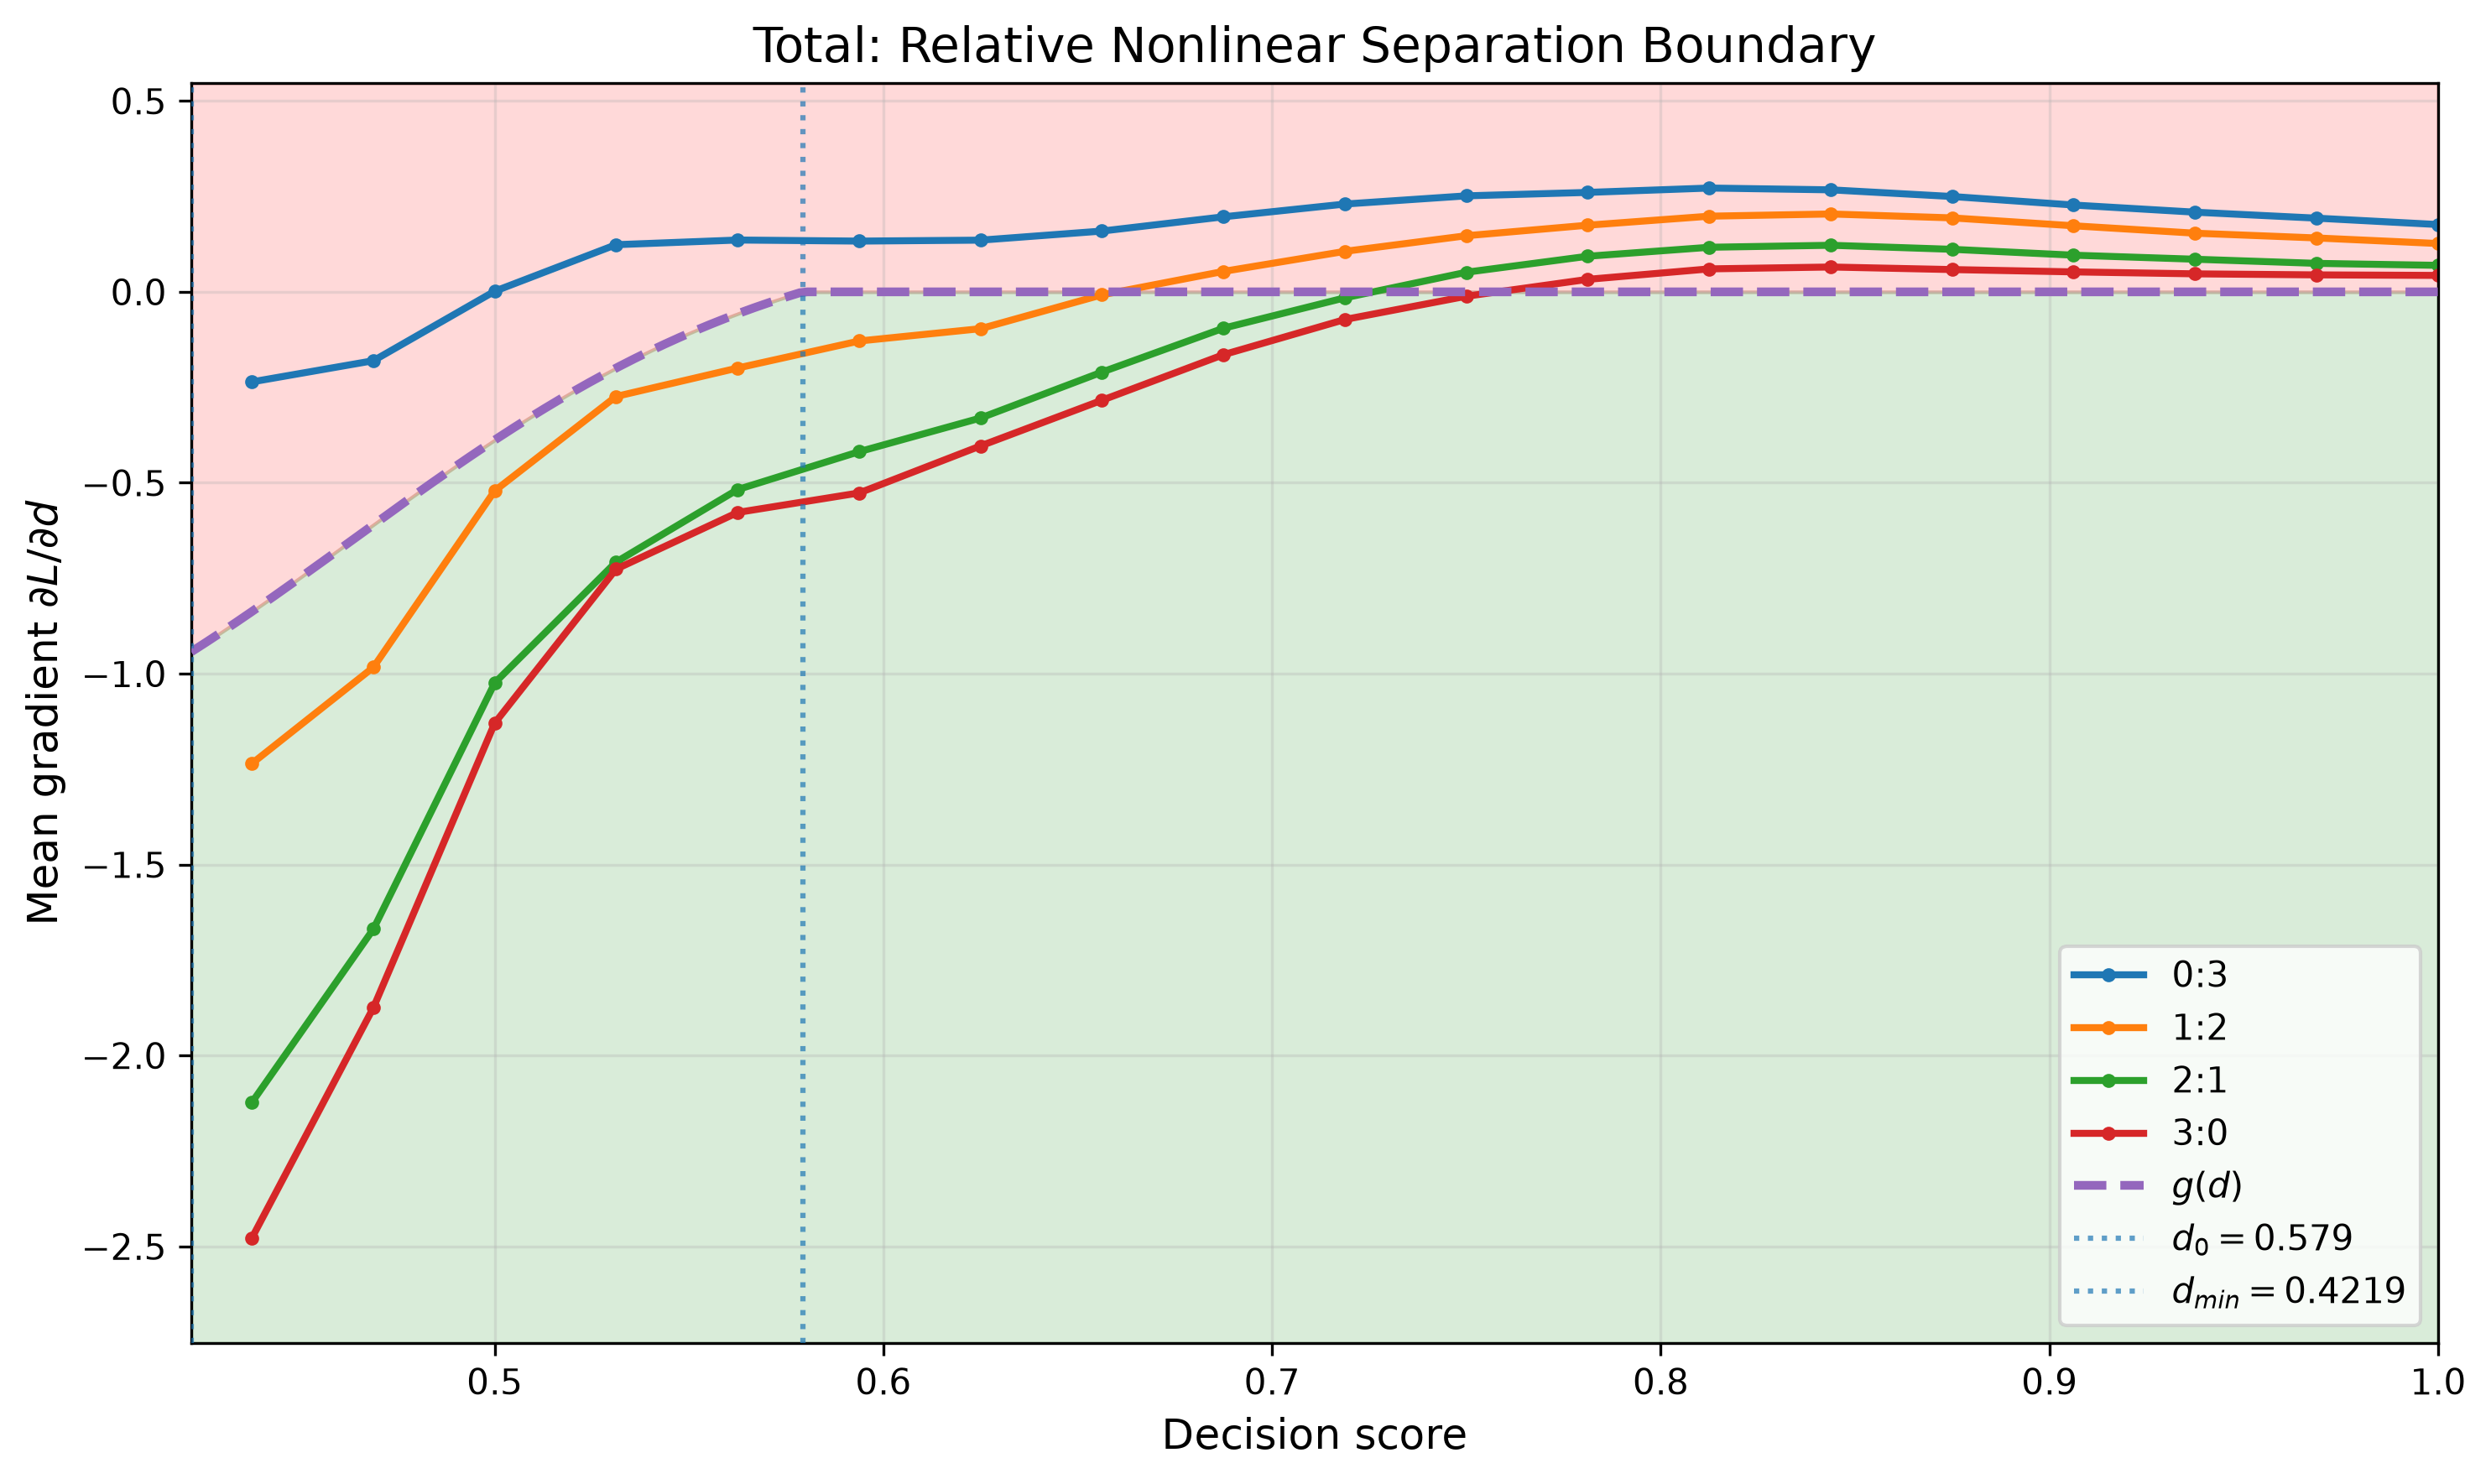 Total: Relative Nonlinear Separation Boundary
0.5
0.0
−0.5
−1.0
−1.5
−2.0
−2.5
Mean gradient ∂L/∂d
0:3
1:2
2:1
3:0
g(d)
d₀ = 0.579
dₘᵢₙ = 0.4219
0.5 0.6 0.7 0.8 0.9 1.0
Decision score